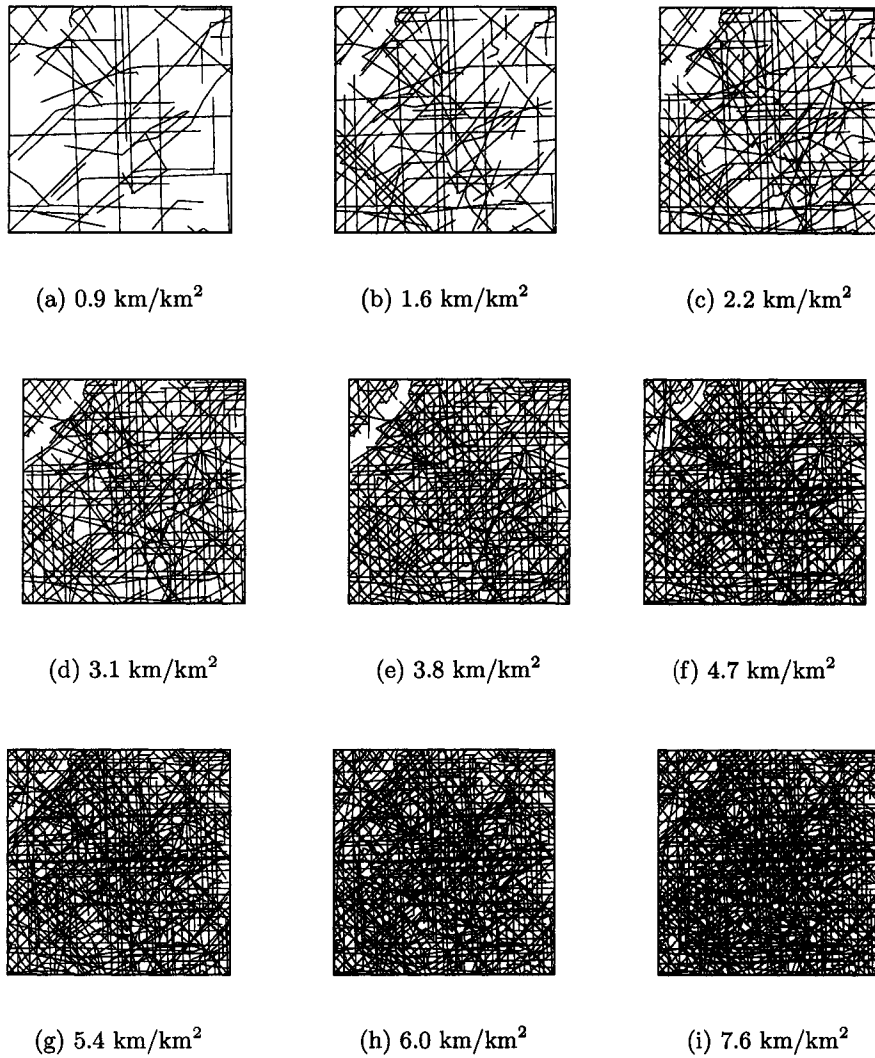 (a) 0.9 km/km²
(b) 1.6 km/km²
(c) 2.2 km/km²
(d) 3.1 km/km²
(e) 3.8 km/km²
(f) 4.7 km/km²
(g) 5.4 km/km²
(h) 6.0 km/km²
(i) 7.6 km/km²